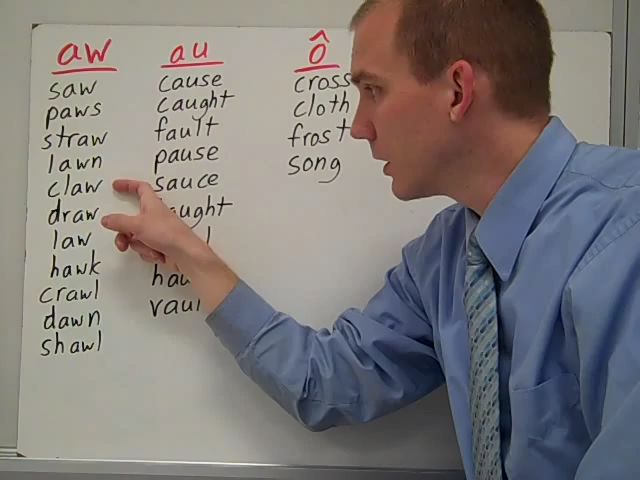 aw
saw
paws
straw
lawn
claw
draw
law
hawk
crawl
dawn
shawl
au
cause
caught
fault
pause
sauce
ô
cross
cloth
frost
song